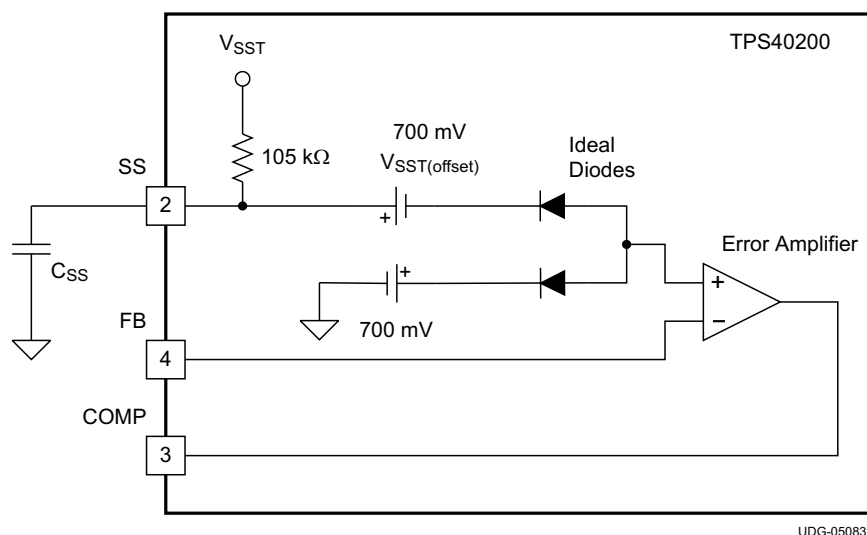 V_SST
TPS40200
700 mV
V_SST(offset)
Ideal
Diodes
105 kΩ
SS
2
+
C_SS
Error Amplifier
+
+
−
700 mV
FB
4
COMP
3
UDG-05083